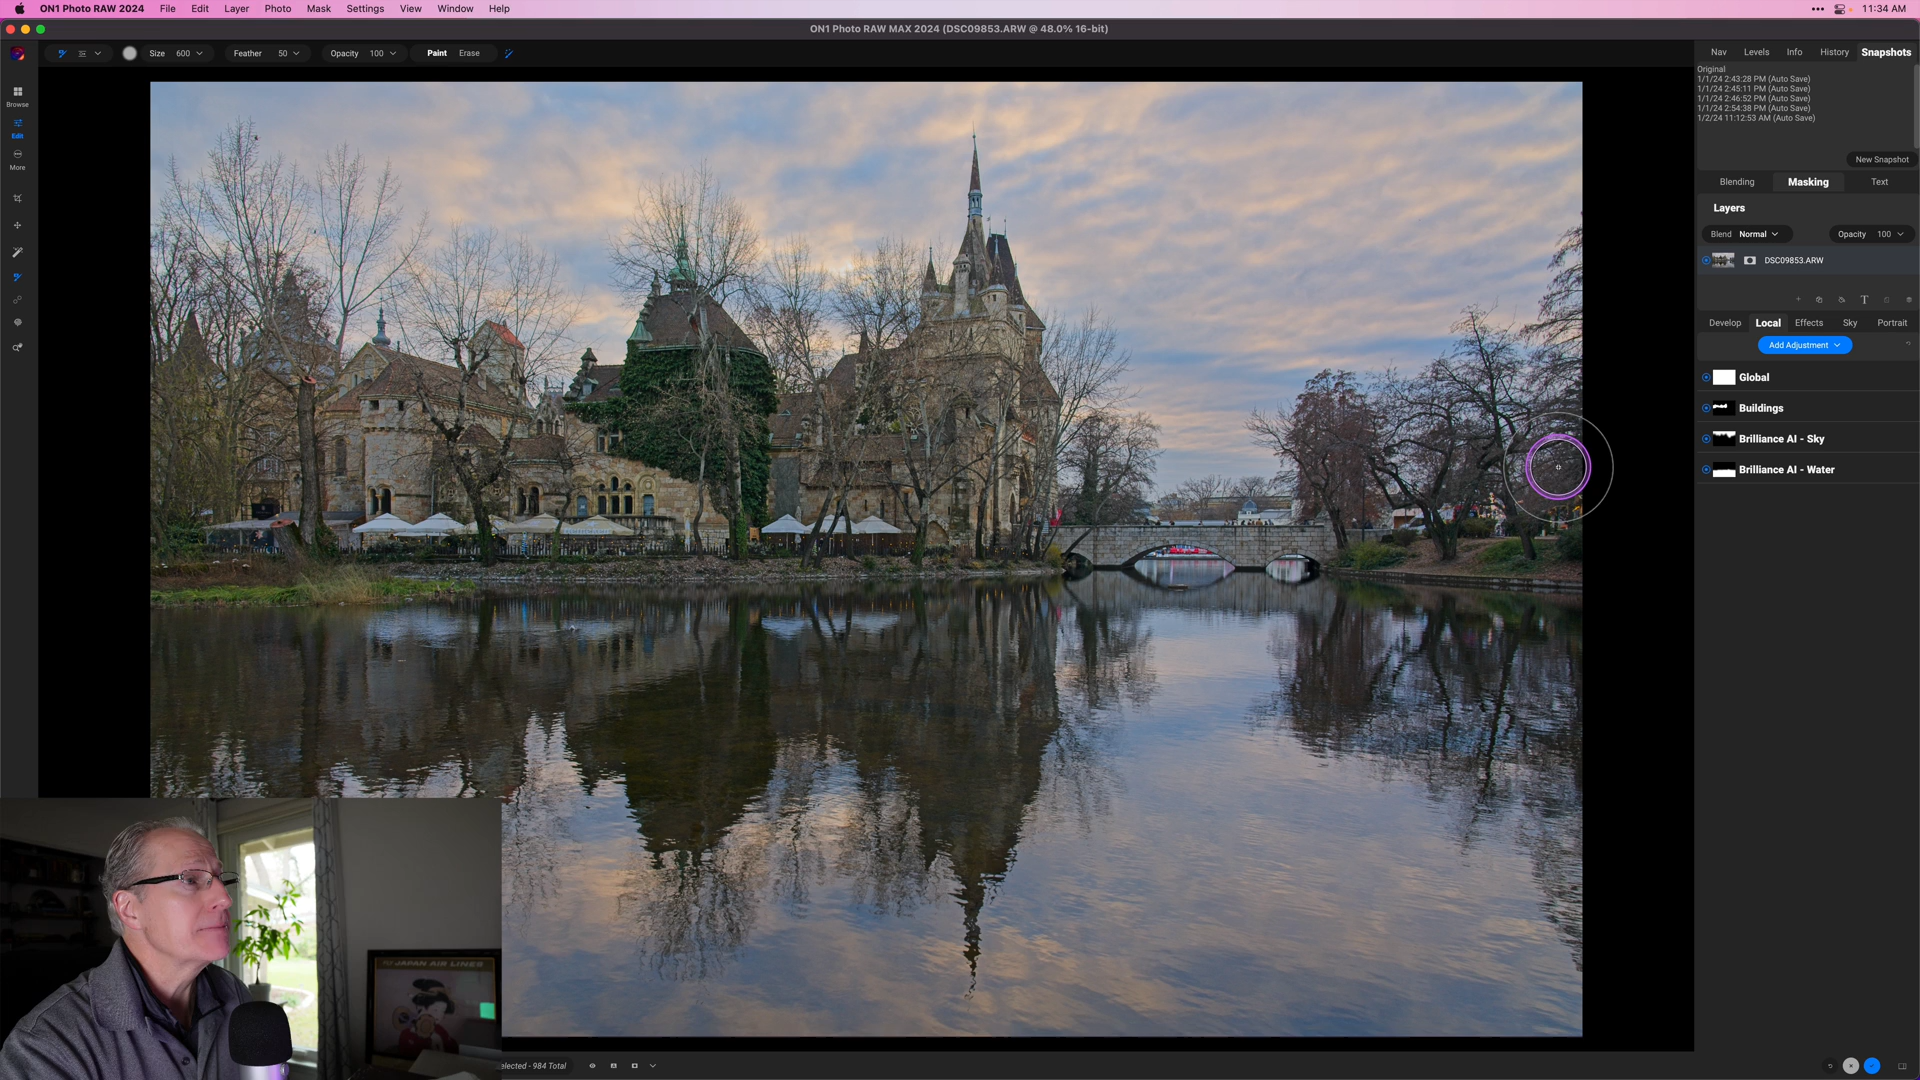 ON1 Photo RAW 2024 File Edit Layer Photo Mask Settings View Window Help 11:34 AM
ON1 Photo RAW MAX 2024 (DSC09853.ARW @ 48.0% 16-bit)
Size 600 Feather 50 Opacity 100 Paint Erase
Nav Levels Info History Snapshots
Original
1/1/24 2:43:28 PM (Auto Save)
1/1/24 2:45:11 PM (Auto Save)
1/1/24 2:46:52 PM (Auto Save)
1/1/24 2:54:38 PM (Auto Save)
1/2/24 11:12:53 AM (Auto Save)
New Snapshot
Browse
Edit
More
Blending Masking Text
Layers
Blend Normal Opacity 100
DSC09853.ARW
T
Develop Local Effects Sky Portrait
Add Adjustment
Global
Buildings
Brilliance AI - Sky
Brilliance AI - Water
JAPAN AIR LINES
elected - 984 Total